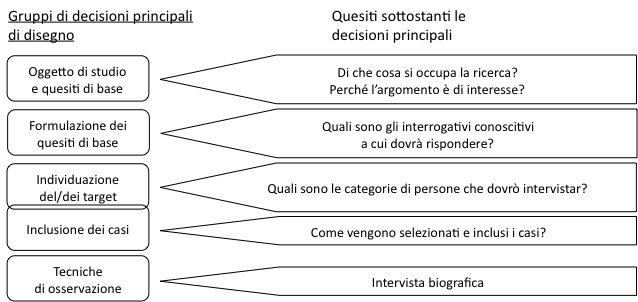 Gruppi di decisioni principali
di disegno
Quesiti sottostanti le
decisioni principali
Oggetto di studio
e quesiti di base
Di che cosa si occupa la ricerca?
Perché l'argomento è di interesse?
Formulazione dei
quesiti di base
Quali sono gli interrogativi conoscitivi
a cui dovrà rispondere?
Individuazione
del/dei target
Quali sono le categorie di persone che dovrò intervistar?
Inclusione dei casi
Come vengono selezionati e inclusi i casi?
Tecniche
di osservazione
Intervista biografica